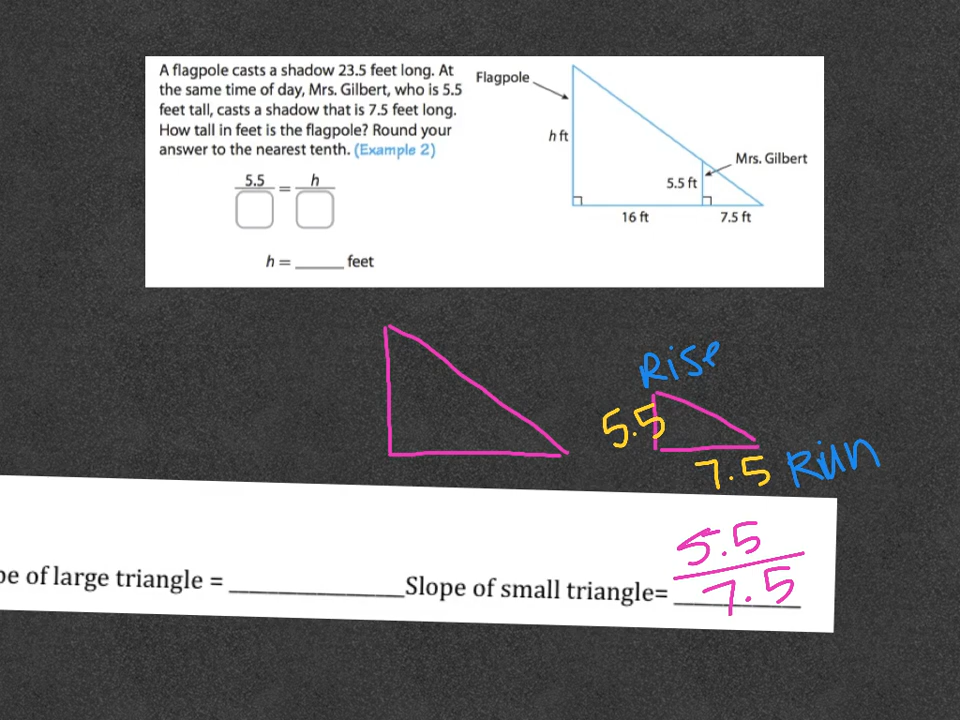 A flagpole casts a shadow 23.5 feet long. At
the same time of day, Mrs. Gilbert, who is 5.5
feet tall, casts a shadow that is 7.5 feet long.
How tall in feet is the flagpole? Round your
answer to the nearest tenth. (Example 2)
5.5 = h
h = ______ feet
Flagpole
h ft
Mrs. Gilbert
5.5 ft
16 ft
7.5 ft
Rise
5.5
7.5 Run
5.5
pe of large triangle = ______________ Slope of small triangle= __________
7.5